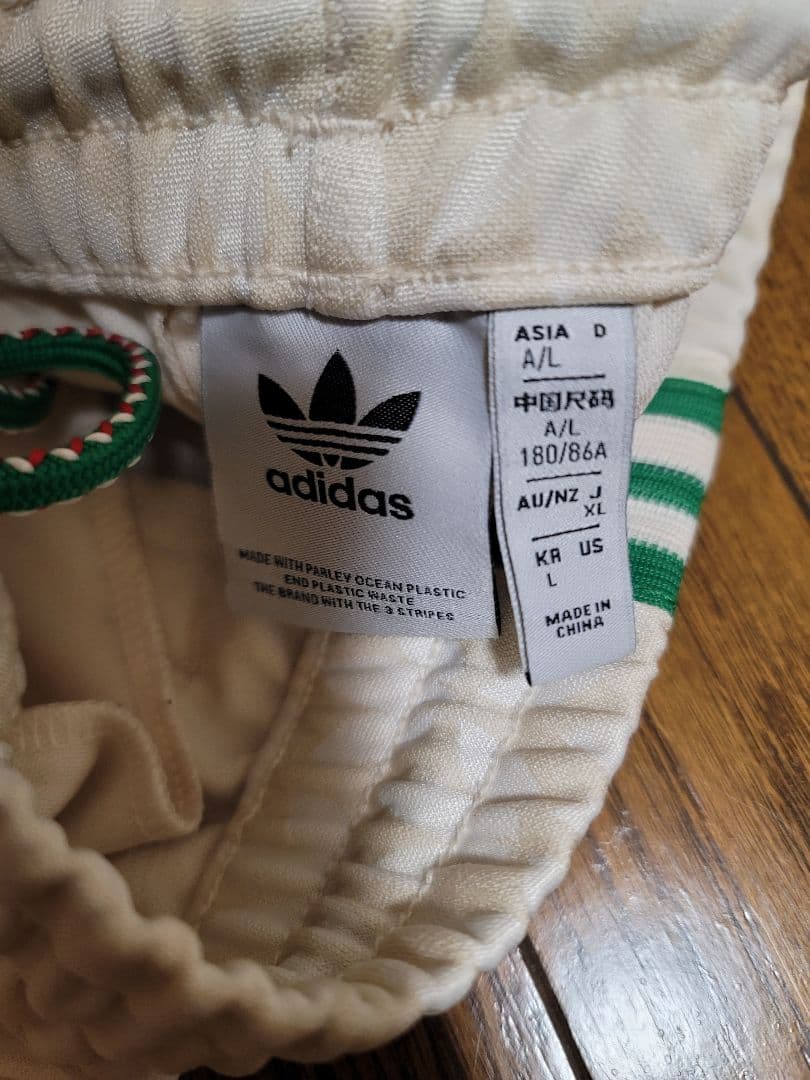 adidas
MADE WITH PARLEY OCEAN PLASTIC
END PLASTIC WASTE
THE BRAND WITH THE 3 STRIPES
ASIA D
A/L
中国尺码
A/L
180/86A
AU/NZ J
XL
KR US
L
MADE IN
CHINA